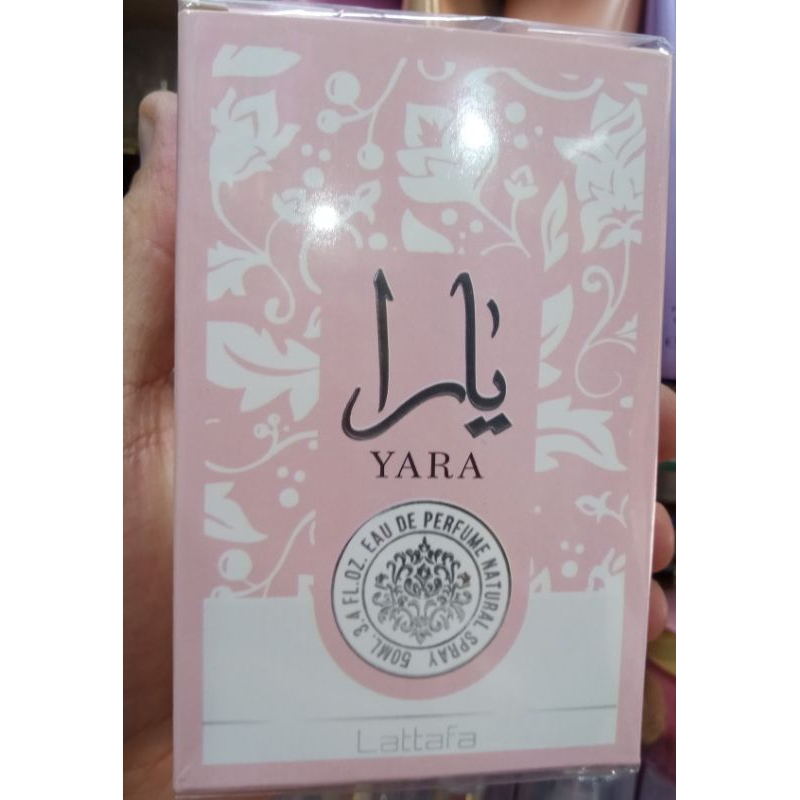 يارا
YARA
EAU DE PERFUME NATURAL SPRAY 50ML. 3.4 FL.OZ.
Lattafa